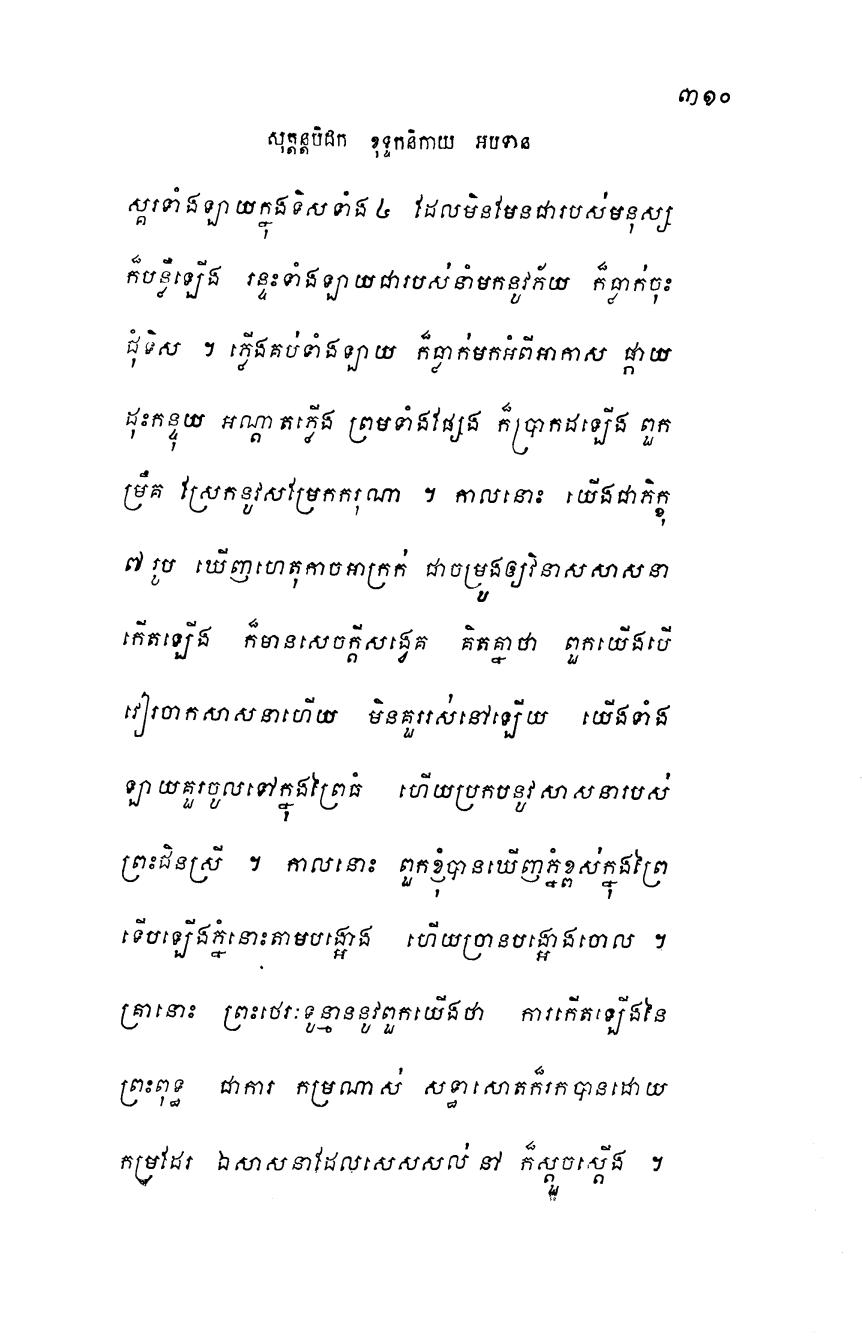 ៣១០
សុត្តន្តបិដក ខុទ្ទកនិកាយ អបទាន
ស្គរទាំងឡាយក្នុងទិសទាំង ៤ ដែលមិនមែនជារបស់មនុស្ស
ក៏បន្លឺឡើង រន្ទះទាំងឡាយជារបស់នាំមកនូវភ័យ ក៏ធ្លាក់ចុះ
ជុំទិស ។ ភ្លើងគប់ទាំងឡាយ ក៏ធ្លាក់មកអំពីអាកាស ផ្កាយ
ដុះកន្ទុយ អណ្តាតភ្លើង ព្រមទាំងផ្សែង ក៏ប្រាកដឡើង ពួក
ម្រឹគ ស្រែកនូវសម្រែកករុណា ។ កាលនោះ យើងជាភិក្ខុ
៧ រូប ឃើញហេតុកាចអាក្រក់ ជាចម្រូងឲ្យវិនាសសាសនា
កើតឡើង ក៏មានសេចក្តីសង្វេគ គិតគ្នាថា ពួកយើងបើ
វៀរចាកសាសនាហើយ មិនគួររស់នៅឡើយ យើងទាំង
ឡាយគួរចូលទៅក្នុងព្រៃធំ ហើយប្រកបនូវសាសនារបស់
ព្រះជិនស្រី ។ កាលនោះ ពួកខ្ញុំបានឃើញភ្នំខ្ពស់ក្នុងព្រៃ
ទើបឡើងភ្នំនោះតាមបង្អោង ហើយច្រានបង្អោងចោល ។
គ្រានោះ ព្រះថេរៈទូន្មាននូវពួកយើងថា ការកើតឡើងនៃ
ព្រះពុទ្ធ ជាការ កម្រណាស់ សទ្ធាសោតក៏រកបានដោយ
កម្រដែរ ឯសាសនាដែលសេសសល់ នៅ ក៏ស្តួចស្តើង ។